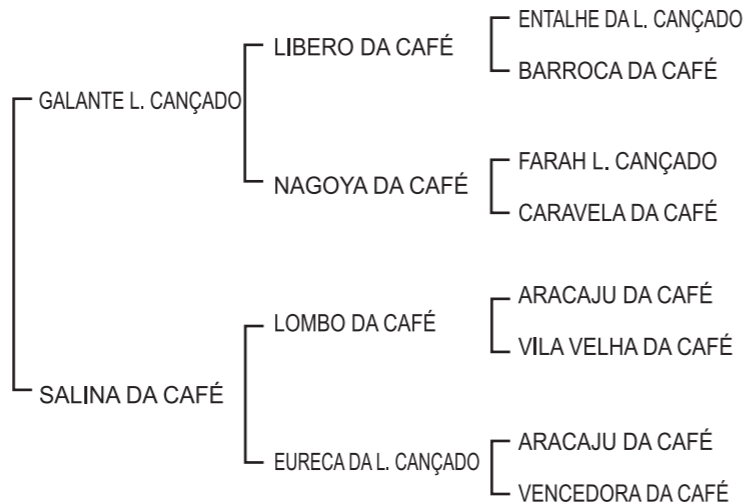 ENTALHE DA L. CANÇADO
LIBERO DA CAFÉ
BARROCA DA CAFÉ
GALANTE L. CANÇADO
FARAH L. CANÇADO
NAGOYA DA CAFÉ
CARAVELA DA CAFÉ
ARACAJU DA CAFÉ
LOMBO DA CAFÉ
VILA VELHA DA CAFÉ
SALINA DA CAFÉ
ARACAJU DA CAFÉ
EURECA DA L. CANÇADO
VENCEDORA DA CAFÉ